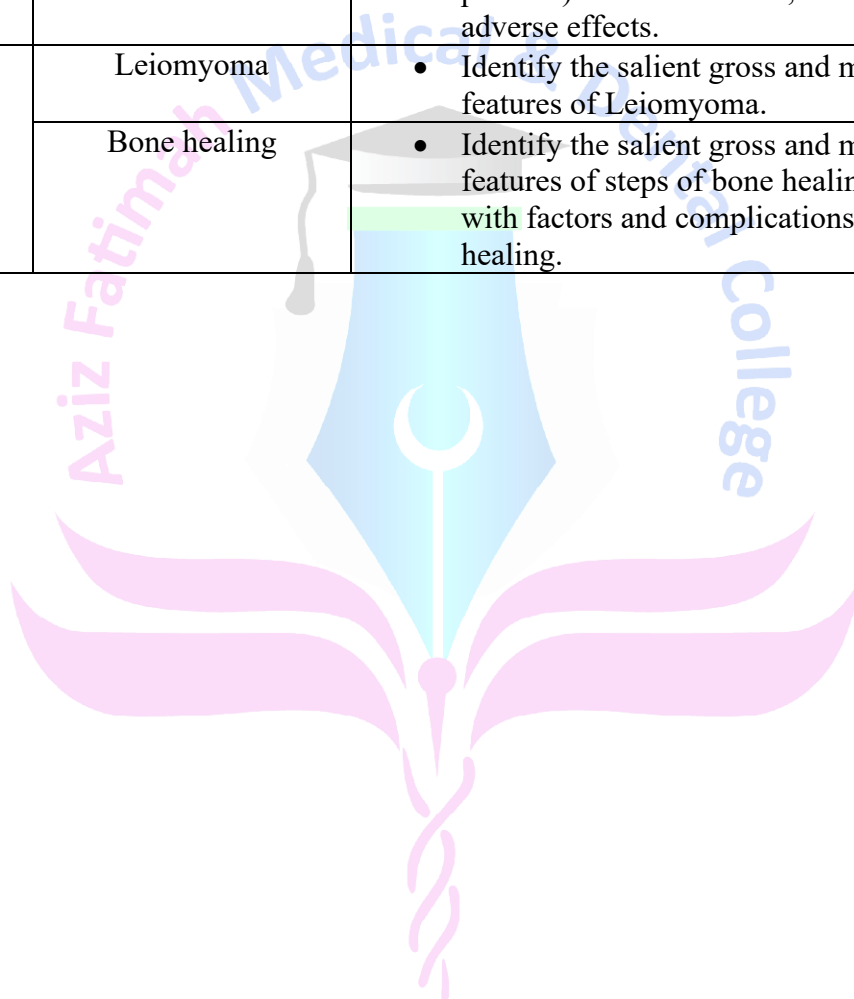 adverse effects.
Leiomyoma
• Identify the salient gross and
features of Leiomyoma.
Bone healing
• Identify the salient gross and
features of steps of bone
with factors and complications
healing.
Aziz Fatimah Medical & Dental College